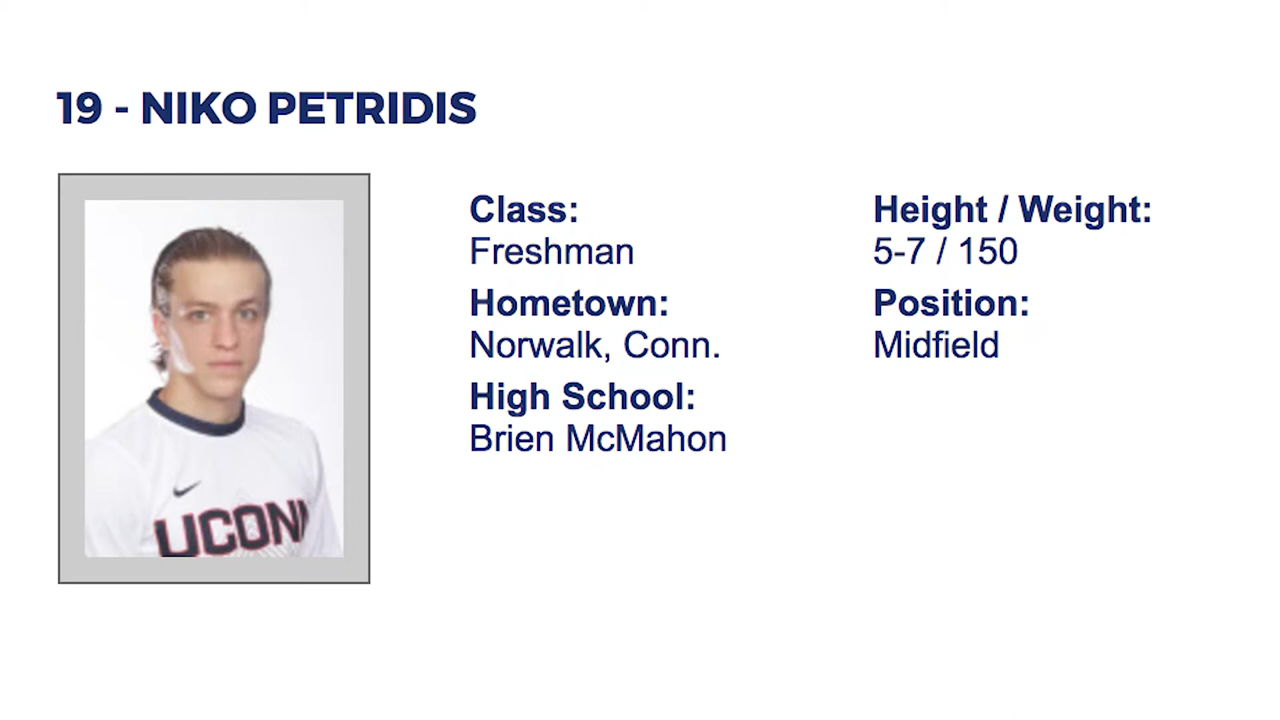 19 - NIKO PETRIDIS
Class:
Freshman
Hometown:
Norwalk, Conn.
High School:
Brien McMahon
Height / Weight:
5-7 / 150
Position:
Midfield
UCONN